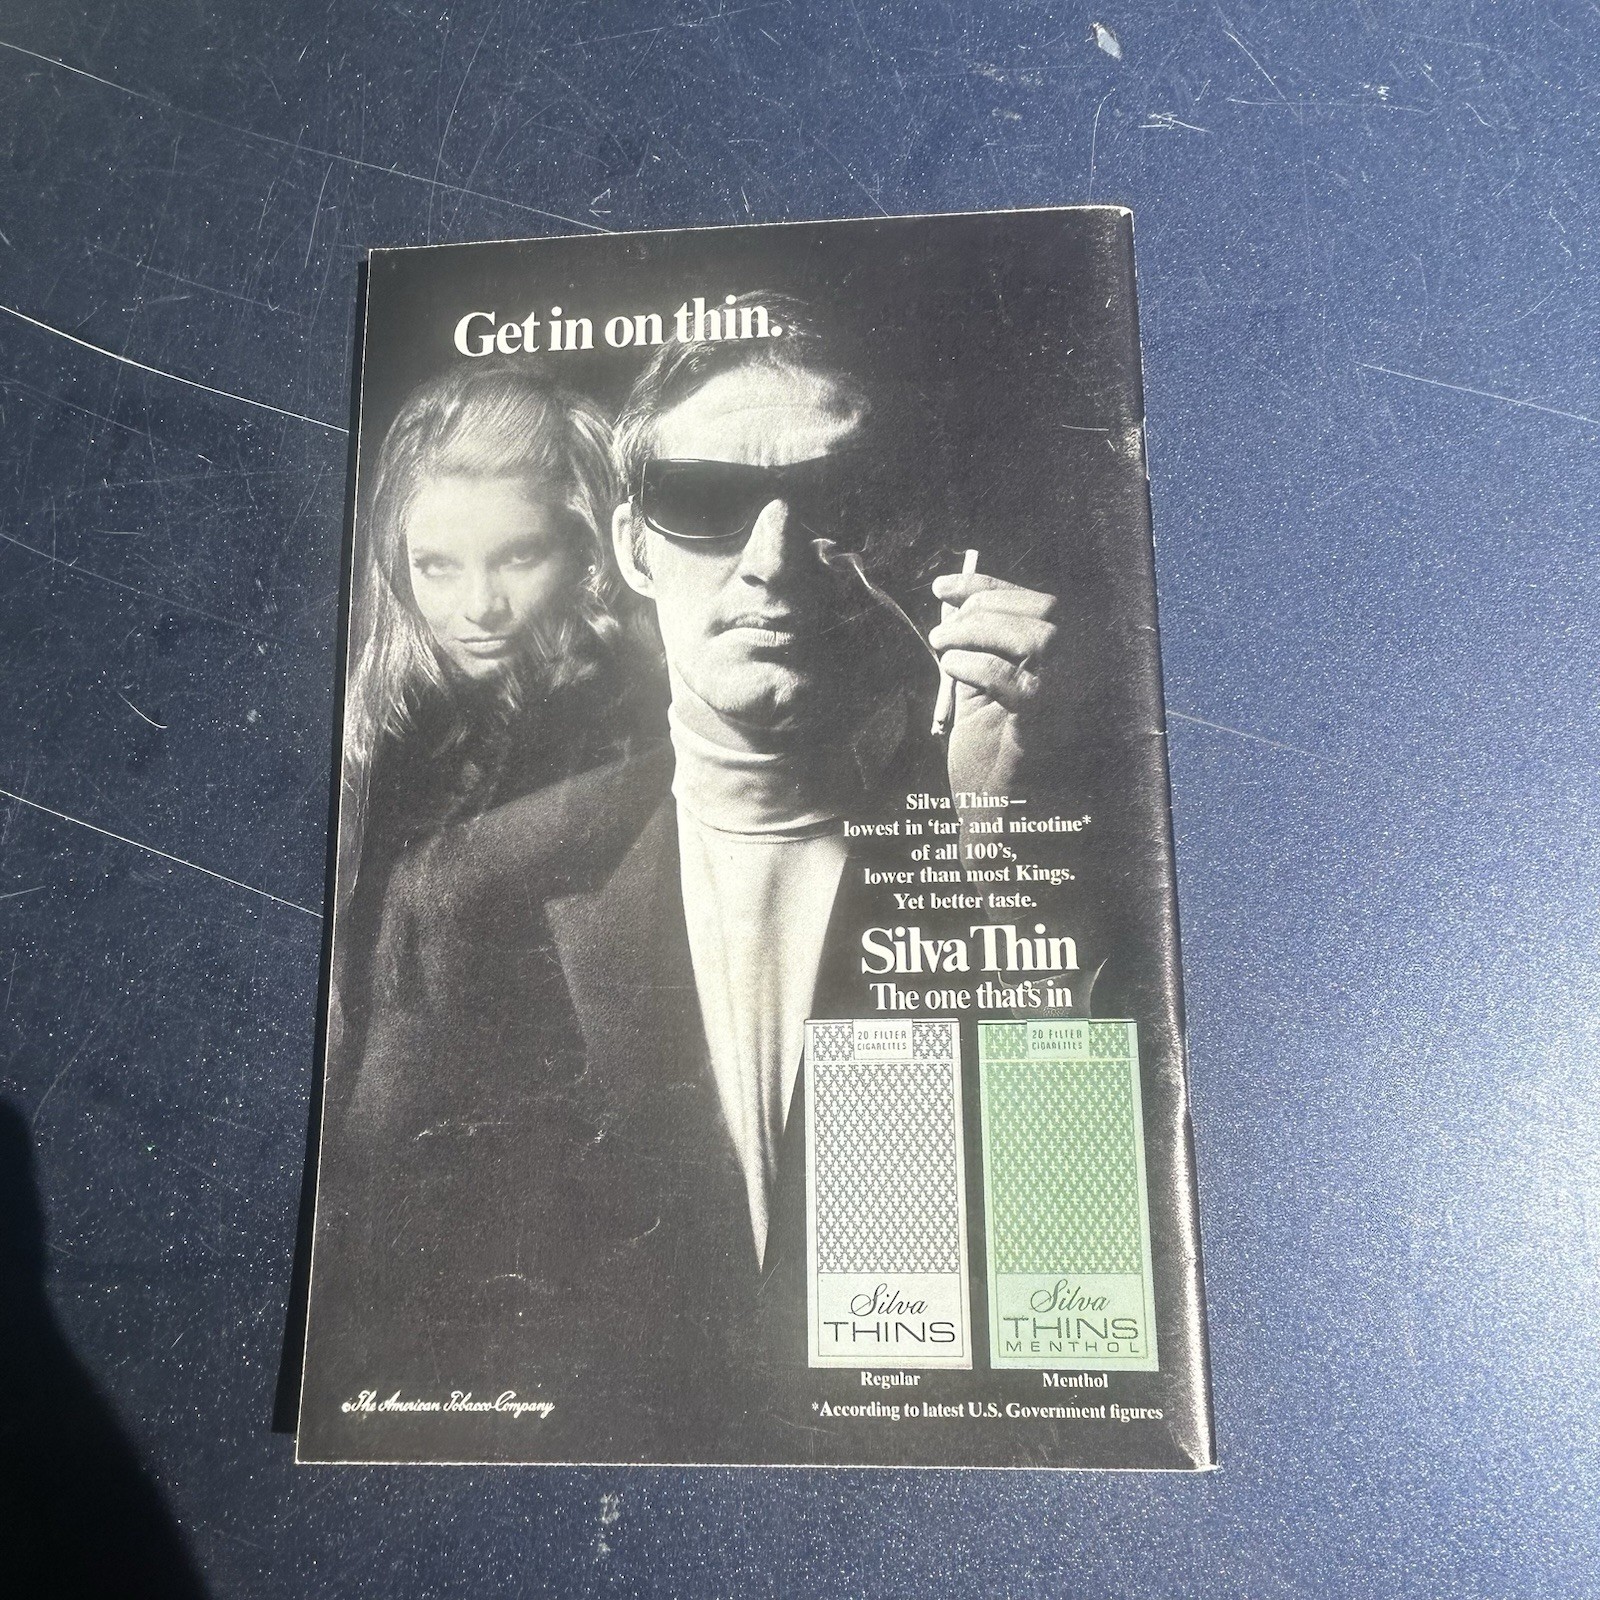 Get in on thin.
Silva Thins—
lowest in ‘tar’ and nicotine*
of all 100’s,
lower than most Kings.
Yet better taste.
Silva Thin
The one that’s in
20 FILTER
CIGARETTES
20 FILTER
CIGARETTES
Silva
THINS
Silva
THINS
MENTHOL
Regular
Menthol
©The American Tobacco Company
*According to latest U.S. Government figures